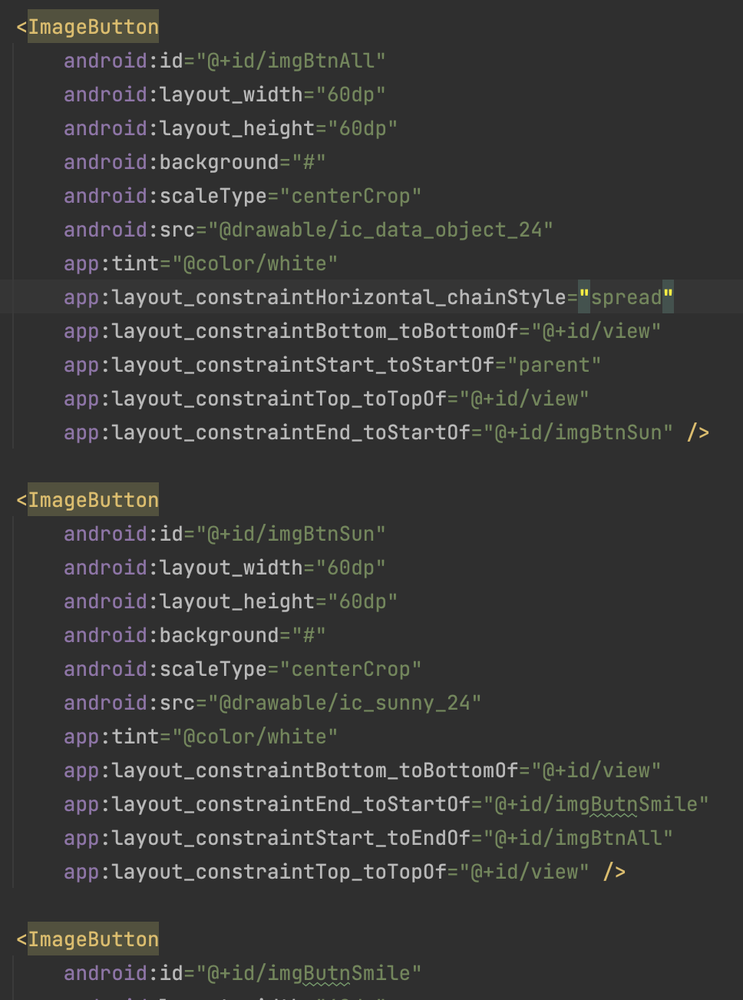 <ImageButton
android:id="@+id/imgBtnAll"
android:layout_width="60dp"
android:layout_height="60dp"
android:background="#"
android:scaleType="centerCrop"
android:src="@drawable/ic_data_object_24"
app:tint="@color/white"
app:layout_constraintHorizontal_chainStyle="spread"
app:layout_constraintBottom_toBottomOf="@+id/view"
app:layout_constraintStart_toStartOf="parent"
app:layout_constraintTop_toTopOf="@+id/view"
app:layout_constraintEnd_toStartOf="@+id/imgBtnSun" />
<ImageButton
android:id="@+id/imgBtnSun"
android:layout_width="60dp"
android:layout_height="60dp"
android:background="#"
android:scaleType="centerCrop"
android:src="@drawable/ic_sunny_24"
app:tint="@color/white"
app:layout_constraintBottom_toBottomOf="@+id/view"
app:layout_constraintEnd_toStartOf="@+id/imgButnSmile"
app:layout_constraintStart_toEndOf="@+id/imgBtnAll"
app:layout_constraintTop_toTopOf="@+id/view" />
<ImageButton
android:id="@+id/imgButnSmile"